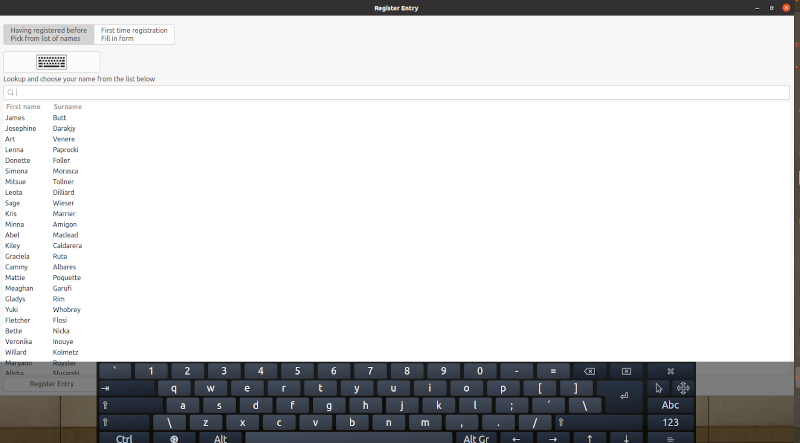 Register Entry
Having registered before
Pick from list of names
First time registration
Fill in form
Lookup and choose your name from the list below
First name Surname
James Butt
Josephine Darakjy
Art Venere
Lenna Paprocki
Donette Foller
Simona Morasca
Mitsue Tollner
Leota Dilliard
Sage Wieser
Kris Marrier
Minna Amigon
Abel Maclead
Kiley Caldarera
Graciela Ruta
Cammy Albares
Mattie Poquette
Meaghan Garufi
Gladys Rim
Yuki Whobrey
Fletcher Flosi
Bette Nicka
Veronika Inouye
Willard Kolmetz
Maryann Royster
Alisha Slusarski
Register Entry
` 1 2 3 4 5 6 7 8 9 0 - =
q w e r t y u i o p [ ]
a s d f g h j k l ; ´ \ Abc
\ z x c v b n m , . / 123
Ctrl Alt Alt Gr ← → ↑ ↓